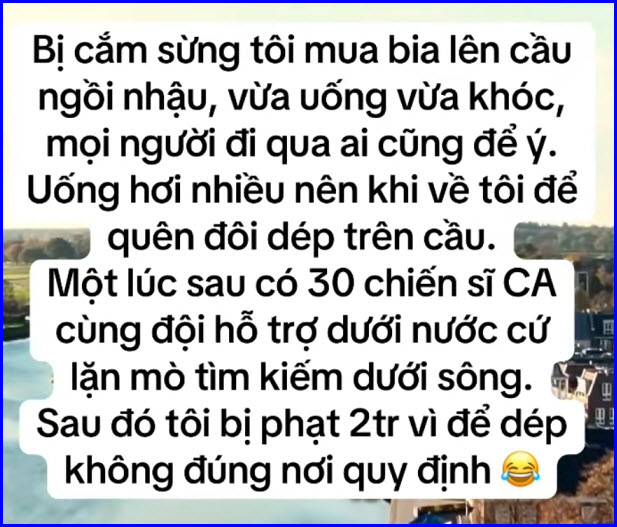 Bị cắm sừng tôi mua bia lên cầu
ngồi nhậu, vừa uống vừa khóc,
mọi người đi qua ai cũng để ý.
Uống hơi nhiều nên khi về tôi để
quên đôi dép trên cầu.
Một lúc sau có 30 chiến sĩ CA
cùng đội hỗ trợ dưới nước cứ
lặn mò tìm kiếm dưới sông.
Sau đó tôi bị phạt 2tr vì để dép
không đúng nơi quy định 😂